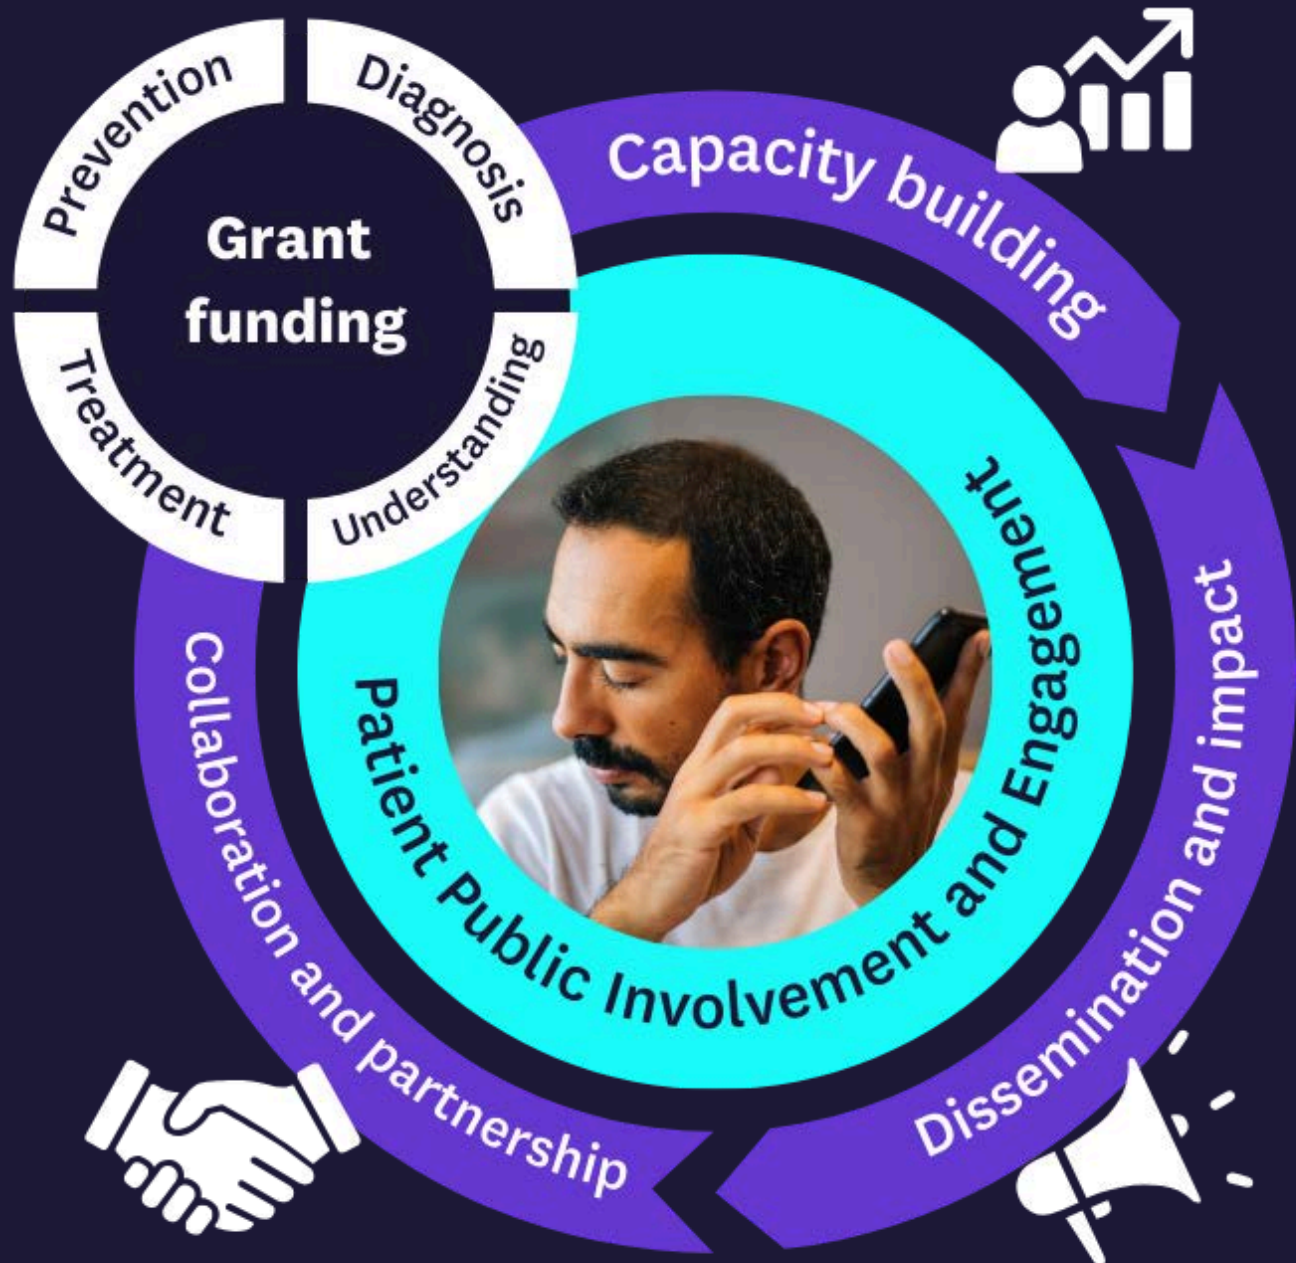 Prevention
Diagnosis
Grant
funding
Treatment
Understanding
Capacity building
Dissemination and impact
Collaboration and partnership
Patient Public Involvement and Engagement